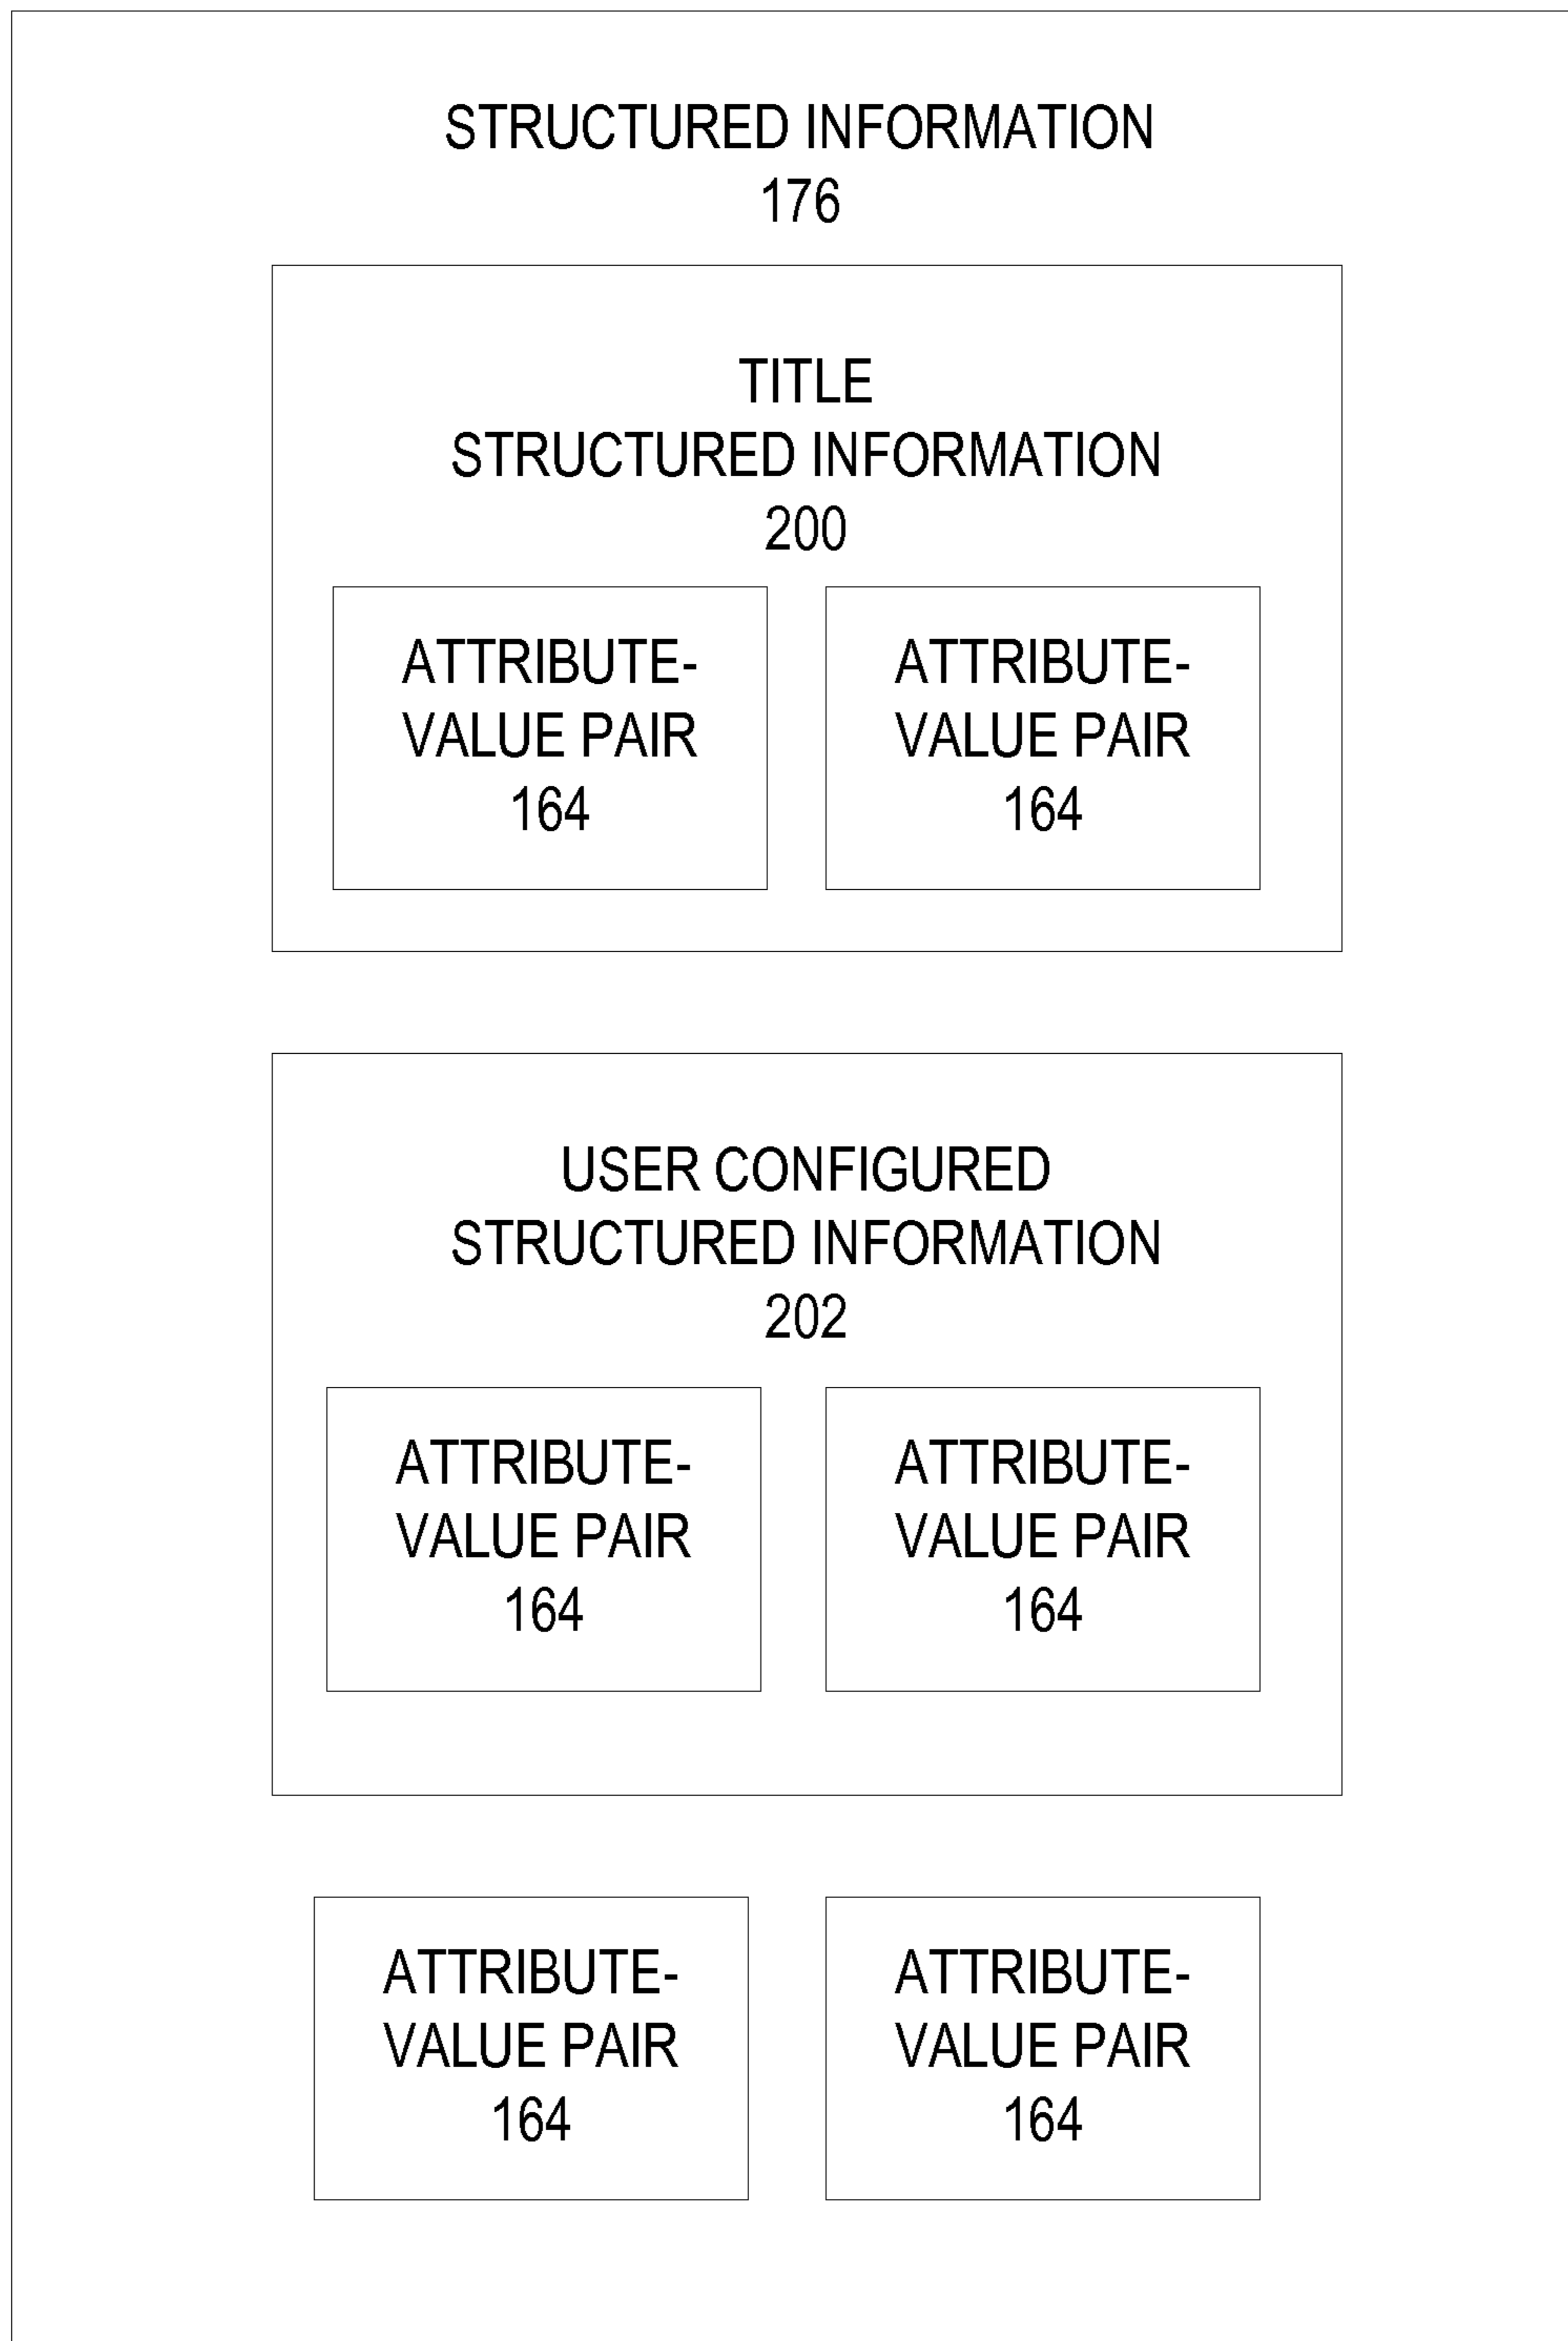 STRUCTURED INFORMATION
176
TITLE
STRUCTURED INFORMATION
200
ATTRIBUTE-
VALUE PAIR
164
ATTRIBUTE-
VALUE PAIR
164
USER CONFIGURED
STRUCTURED INFORMATION
202
ATTRIBUTE-
VALUE PAIR
164
ATTRIBUTE-
VALUE PAIR
164
ATTRIBUTE-
VALUE PAIR
164
ATTRIBUTE-
VALUE PAIR
164